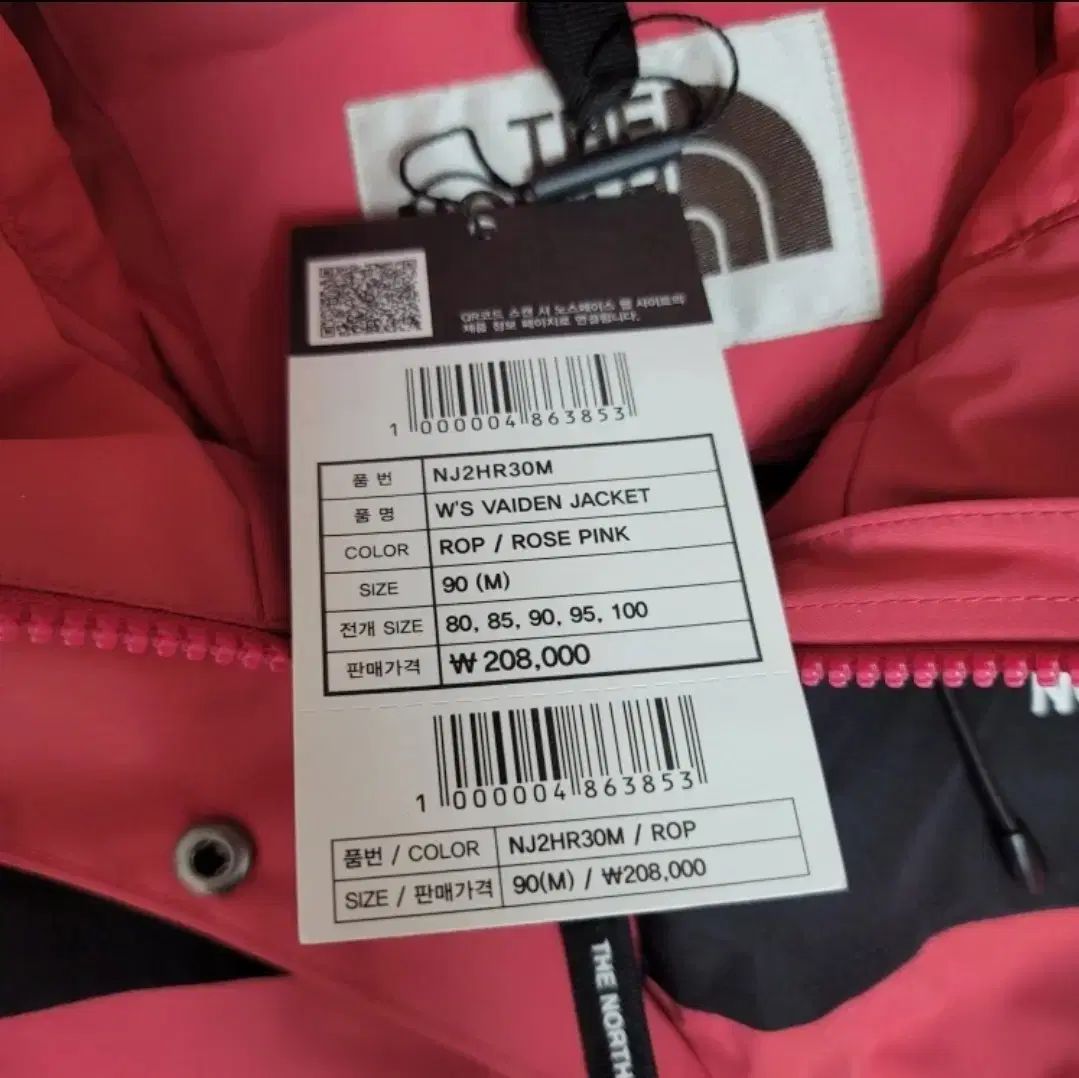 THE
QR코드 스캔 시 노스페이스 웹 사이트의
제품 정보 페이지로 연결됩니다.
1 000004 863853
품 번 NJ2HR30M
품 명 W'S VAIDEN JACKET
COLOR ROP / ROSE PINK
SIZE 90 (M)
전개 SIZE 80, 85, 90, 95, 100
판매가격 ₩ 208,000
1 000004 863853
품번 / COLOR NJ2HR30M / ROP
SIZE / 판매가격 90(M) / ₩208,000
THE NORTH